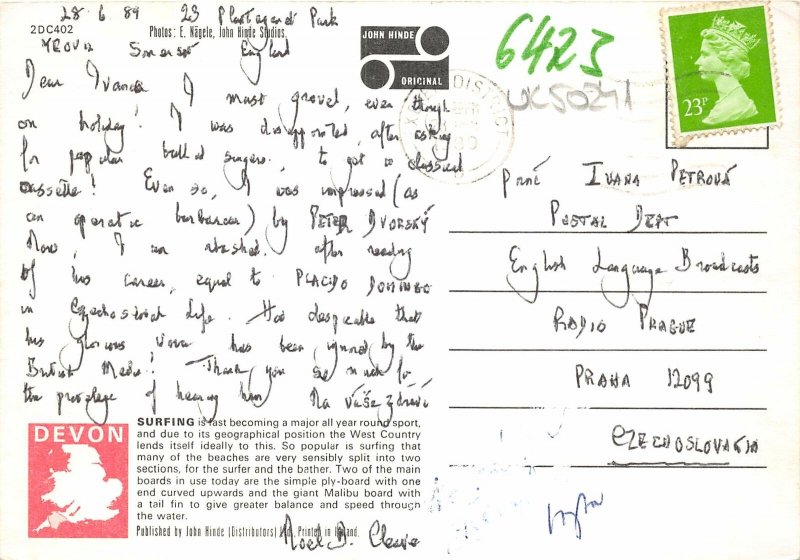 28.6.89 23 Plantagenet Park
2DC402
Photos: E. Nägele, John Hinde Studios.
Somerset England
JOHN HINDE
ORIGINAL
6423
UK50241
23P
DISTRICT
Dear Ivana I must grovel, even though
on holiday! I was disappointed, after asking
for popular ballad singers, to get a classical
cassette! Even so, I was impressed (as
an operatic barbarian) by PETER DVORSKÝ
Now, I am abashed. after reading
of his career, equal to PLACIDO DOMINGO
in Czechoslovak Life. How despicable that
his glorious voice has been ignored by the
British Media! Thank you so much for
the privilege of hearing him Na vaše zdraví
Noel D. Cleeve
Paní IVANA PETROVÁ
POSTAL DEPT
English Language Broadcasts
RADIO PRAGUE
PRAHA 12099
CZECHOSLOVAKIA
DEVON
SURFING is fast becoming a major all year round sport,
and due to its geographical position the West Country
lends itself ideally to this. So popular is surfing that
many of the beaches are very sensibly split into two
sections, for the surfer and the bather. Two of the main
boards in use today are the simple ply-board with one
end curved upwards and the giant Malibu board with
a tail fin to give greater balance and speed through
the water.
Published by John Hinde (Distributors) Ltd., Printed in Ireland.